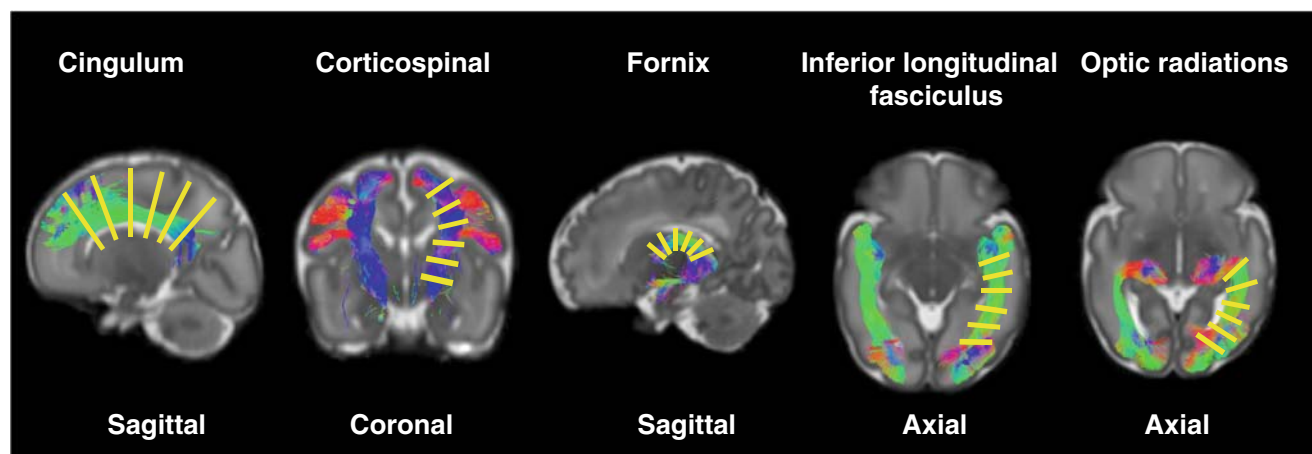 Cingulum
Corticospinal
Fornix
Inferior longitudinal
fasciculus
Optic radiations
Sagittal
Coronal
Sagittal
Axial
Axial